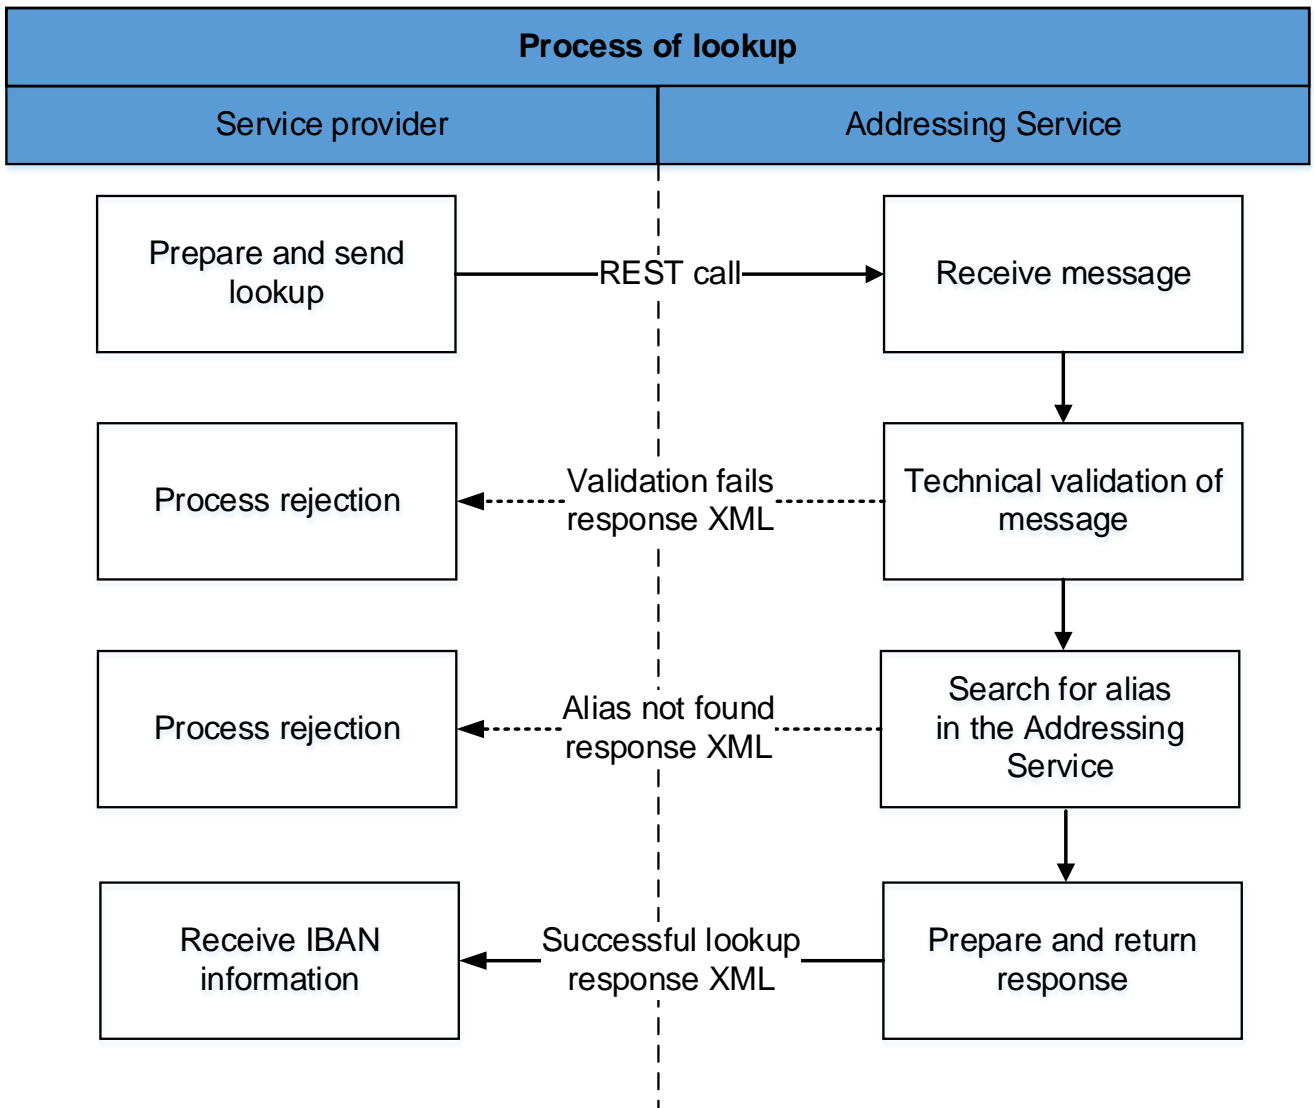 Process of lookup
Service provider
Addressing Service
Prepare and send
lookup
REST call
Receive message
Process rejection
Validation fails
response XML
Technical validation of
message
Process rejection
Alias not found
response XML
Search for alias
in the Addressing
Service
Receive IBAN
information
Successful lookup
response XML
Prepare and return
response